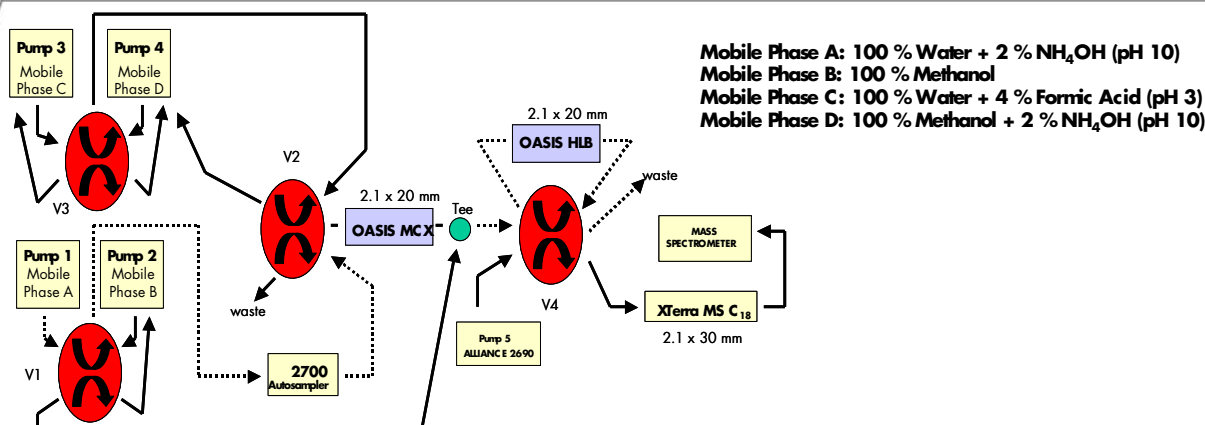 Pump 3
Mobile
Phase C
Pump 4
Mobile
Phase D
Mobile Phase A: 100 % Water + 2 % NH₄OH (pH 10)
Mobile Phase B: 100 % Methanol
Mobile Phase C: 100 % Water + 4 % Formic Acid (pH 3)
Mobile Phase D: 100 % Methanol + 2 % NH₄OH (pH 10)
2.1 x 20 mm
OASIS HLB
V2
waste
2.1 x 20 mm
V3
Tee
OASIS MCX
MASS
SPECTROMETER
Pump 1
Mobile
Phase A
Pump 2
Mobile
Phase B
waste
V4
XTerra MS C₁₈
2.1 x 30 mm
Pump 5
ALLIANCE 2690
V1
2700
Autosampler